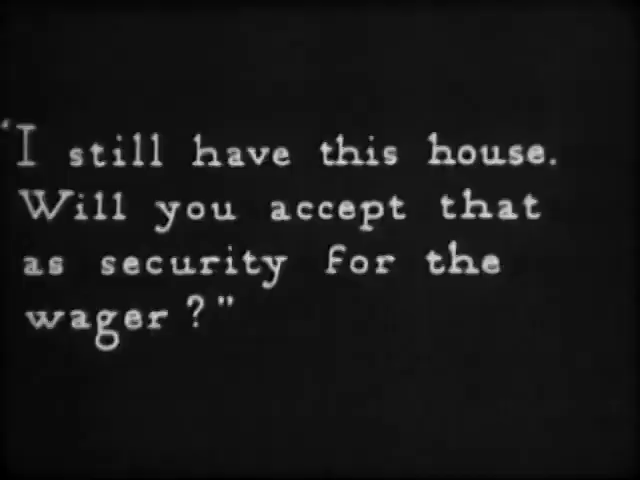 "I still have this house.
Will you accept that
as security for the
wager?"